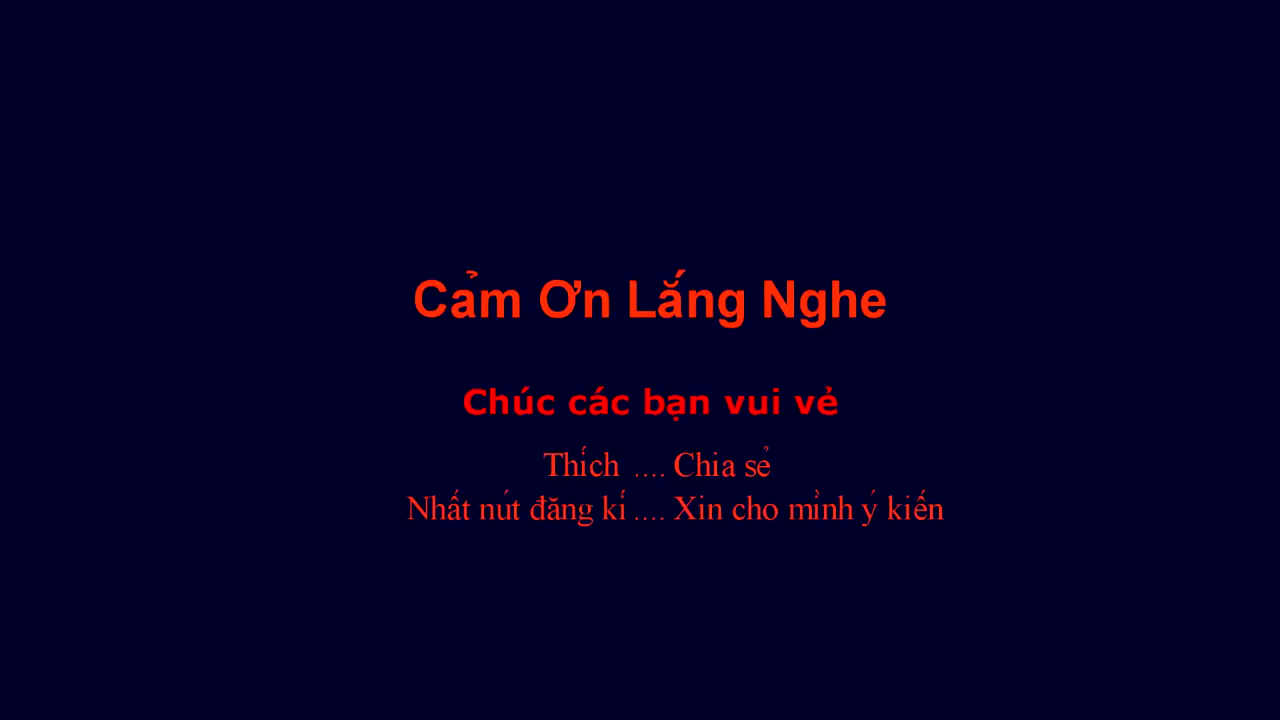 Cảm Ơn Lắng Nghe
Chúc các bạn vui vẻ
Thích .... Chia sẻ
Nhất nút đăng kí .... Xin cho mình ý kiến